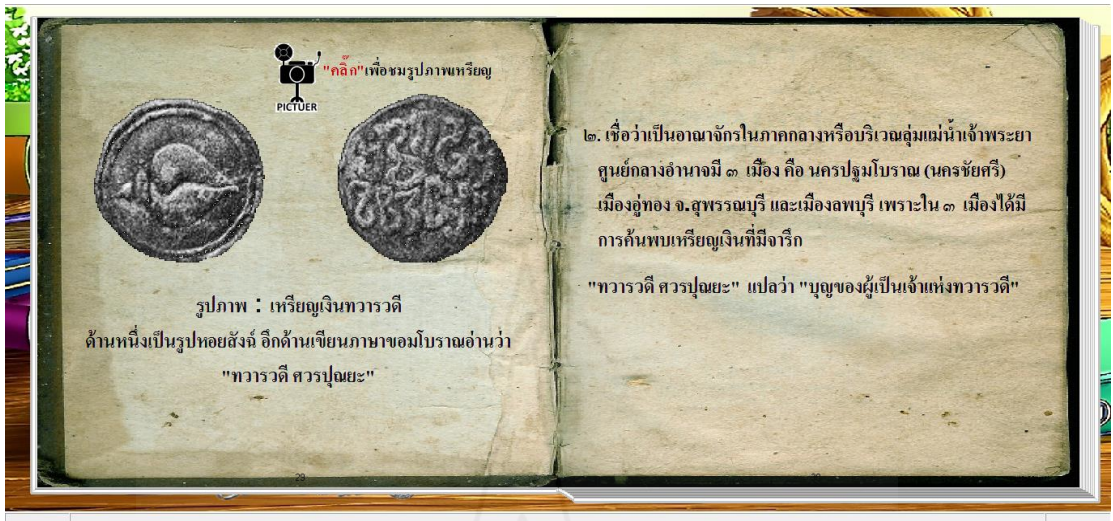 "คลิ๊ก"เพื่อชมรูปภาพเหรียญ
PICTUER
รูปภาพ : เหรียญเงินทวารวดี
ด้านหนึ่งเป็นรูปหอยสังข์ อีกด้านเขียนภาษาขอมโบราณอ่านว่า
"ทวารวดี ศวรปุณยะ"
29
๒. เชื่อว่าเป็นอาณาจักรในภาคกลางหรือบริเวณลุ่มแม่น้ำเจ้าพระยา
ศูนย์กลางอำนาจมี ๓ เมือง คือ นครปฐมโบราณ (นครชัยศรี)
เมืองอู่ทอง จ.สุพรรณบุรี และเมืองลพบุรี เพราะใน ๓ เมืองได้มี
การค้นพบเหรียญเงินที่มีจารึก
"ทวารวดี ศวรปุณยะ" แปลว่า "บุญของผู้เป็นเจ้าแห่งทวารวดี"